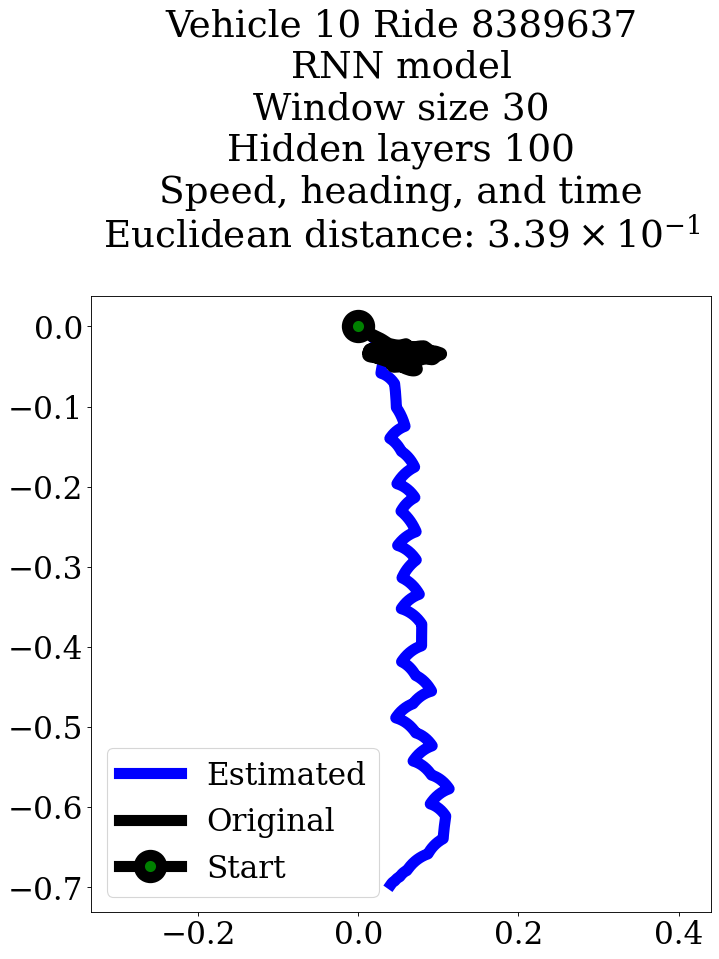 Vehicle 10 Ride 8389637
RNN model
Window size 30
Hidden layers 100
Speed, heading, and time
Euclidean distance: 3.39 × 10⁻¹
0.0
−0.1
−0.2
−0.3
−0.4
−0.5
−0.6
−0.7
Estimated
Original
Start
−0.2 0.0 0.2 0.4